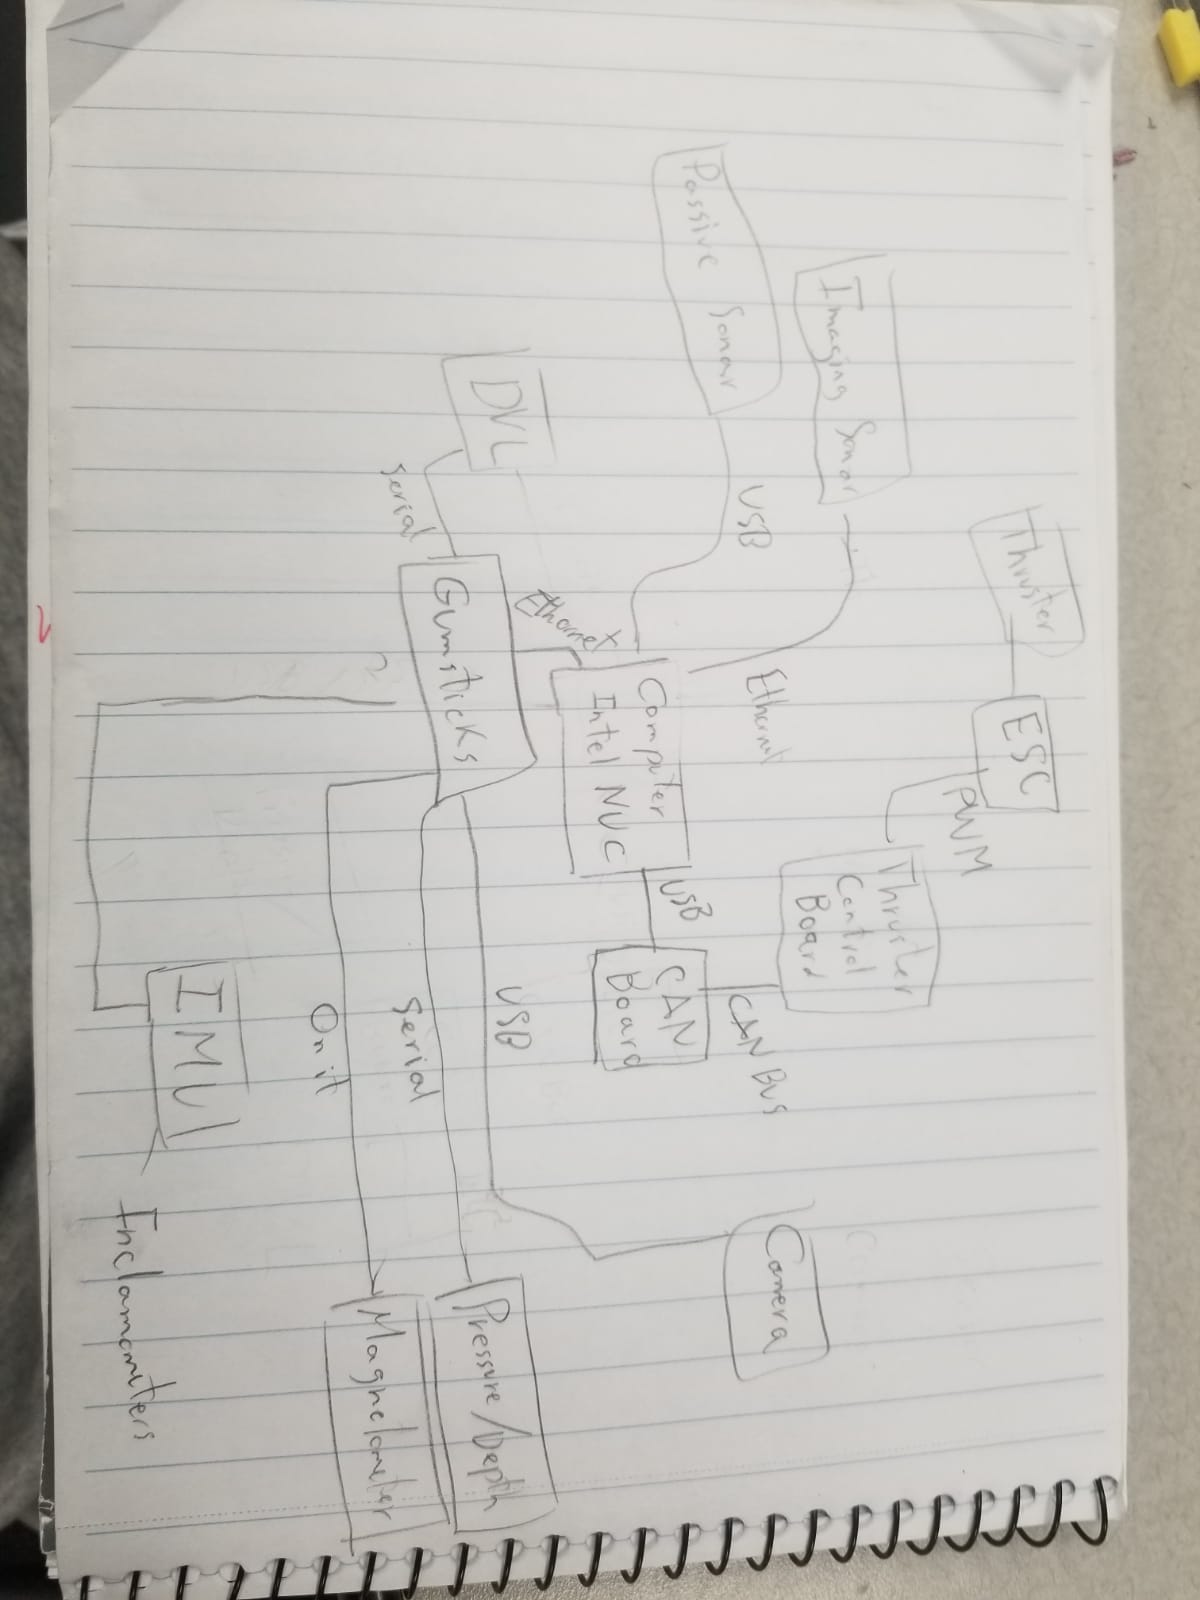 Thruster
ESC
PWM
Imaging Sonar
Thruster
Control
Board
Passive Sonar
USB
Ethernet
CAN Bus
Camera
Computer
Intel NUC
USB
CAN
Board
Ethornet
DVL
Serial
Gumsticks
USB
Pressure/Depth
Serial
?
On it
Magnetometer
IMU
Inclamometers